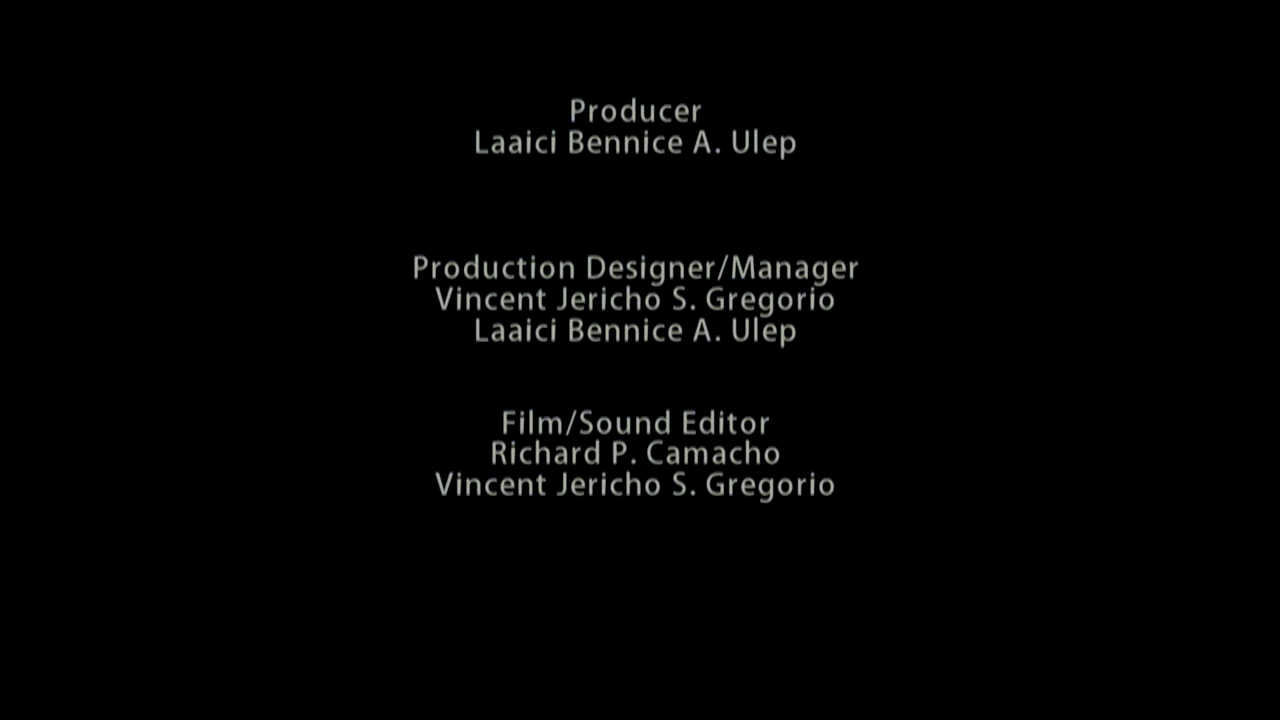 Producer
Laaici Bennice A. Ulep
Production Designer/Manager
Vincent Jericho S. Gregorio
Laaici Bennice A. Ulep
Film/Sound Editor
Richard P. Camacho
Vincent Jericho S. Gregorio